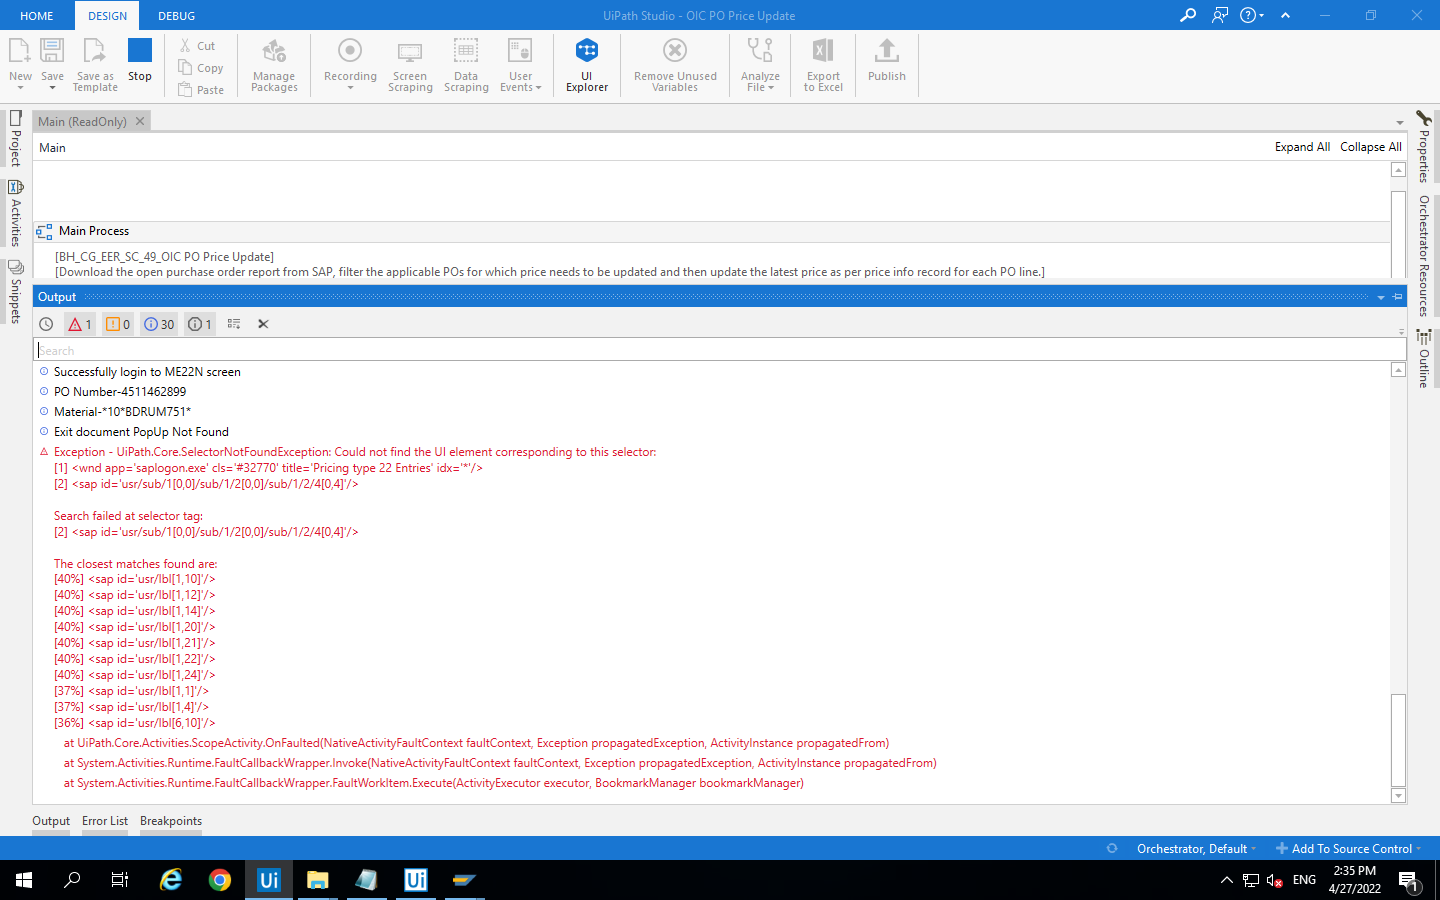 HOME DESIGN DEBUG UiPath Studio - OIC PO Price Update
New Save Save as Template Stop Cut Copy Paste Manage Packages Recording Screen Scraping Data Scraping User Events UI Explorer Remove Unused Variables Analyze File Export to Excel Publish
Main (ReadOnly)
Main Expand All Collapse All
Project
Activities
Snippets
Properties
Orchestrator Resources
Outline
Main Process
[BH_CG_EER_SC_49_OIC PO Price Update]
[Download the open purchase order report from SAP, filter the applicable POs for which price needs to be updated and then update the latest price as per price info record for each PO line.]
Output
1 0 30 1
Search
Successfully login to ME22N screen
PO Number-4511462899
Material-*10*BDRUM751*
Exit document PopUp Not Found
Exception - UiPath.Core.SelectorNotFoundException: Could not find the UI element corresponding to this selector:
[1] <wnd app='saplogon.exe' cls='#32770' title='Pricing type 22 Entries' idx='*'/>
[2] <sap id='usr/sub/1[0,0]/sub/1/2[0,0]/sub/1/2/4[0,4]'/>
Search failed at selector tag:
[2] <sap id='usr/sub/1[0,0]/sub/1/2[0,0]/sub/1/2/4[0,4]'/>
The closest matches found are:
[40%] <sap id='usr/lbl[1,10]'/>
[40%] <sap id='usr/lbl[1,12]'/>
[40%] <sap id='usr/lbl[1,14]'/>
[40%] <sap id='usr/lbl[1,20]'/>
[40%] <sap id='usr/lbl[1,21]'/>
[40%] <sap id='usr/lbl[1,22]'/>
[40%] <sap id='usr/lbl[1,24]'/>
[37%] <sap id='usr/lbl[1,1]'/>
[37%] <sap id='usr/lbl[1,4]'/>
[36%] <sap id='usr/lbl[6,10]'/>
at UiPath.Core.Activities.ScopeActivity.OnFaulted(NativeActivityFaultContext faultContext, Exception propagatedException, ActivityInstance propagatedFrom)
at System.Activities.Runtime.FaultCallbackWrapper.Invoke(NativeActivityFaultContext faultContext, Exception propagatedException, ActivityInstance propagatedFrom)
at System.Activities.Runtime.FaultCallbackWrapper.FaultWorkItem.Execute(ActivityExecutor executor, BookmarkManager bookmarkManager)
Output Error List Breakpoints
Orchestrator, Default Add To Source Control
Ui Ui ENG 2:35 PM 1
4/27/2022